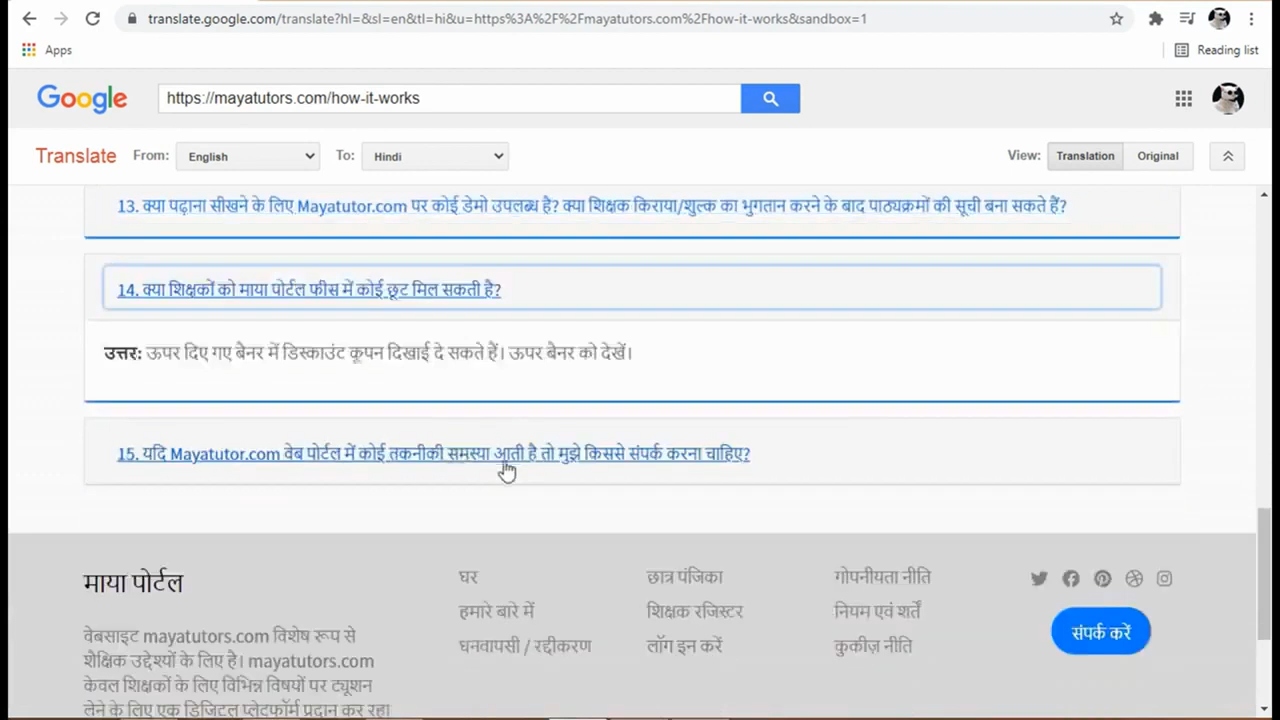 translate.google.com/translate?hl=&sl=en&tl=hi&u=https%3A%2F%2Fmayatutors.com%2Fhow-it-works&sandbox=1
Apps
Reading list
Google
https://mayatutors.com/how-it-works
Translate From: English To: Hindi View: Translation Original
13. क्या पढ़ाना सीखने के लिए Mayatutor.com पर कोई डेमो उपलब्ध है? क्या शिक्षक किराया/शुल्क का भुगतान करने के बाद पाठ्यक्रमों की सूची बना सकते हैं?
14. क्या शिक्षकों को माया पोर्टल फीस में कोई छूट मिल सकती है?
उत्तर: ऊपर दिए गए बैनर में डिस्काउंट कूपन दिखाई दे सकते हैं। ऊपर बैनर को देखें।
15. यदि Mayatutor.com वेब पोर्टल में कोई तकनीकी समस्या आती है तो मुझे किससे संपर्क करना चाहिए?
माया पोर्टल
वेबसाइट mayatutors.com विशेष रूप से
शैक्षिक उद्देश्यों के लिए है। mayatutors.com
केवल शिक्षकों के लिए विभिन्न विषयों पर ट्यूशन
लेने के लिए एक डिजिटल प्लेटफॉर्म प्रदान कर रहा
घर
हमारे बारे में
धनवापसी / रद्दीकरण
छात्र पंजिका
शिक्षक रजिस्टर
लॉग इन करें
गोपनीयता नीति
नियम एवं शर्तें
कुकीज़ नीति
संपर्क करें